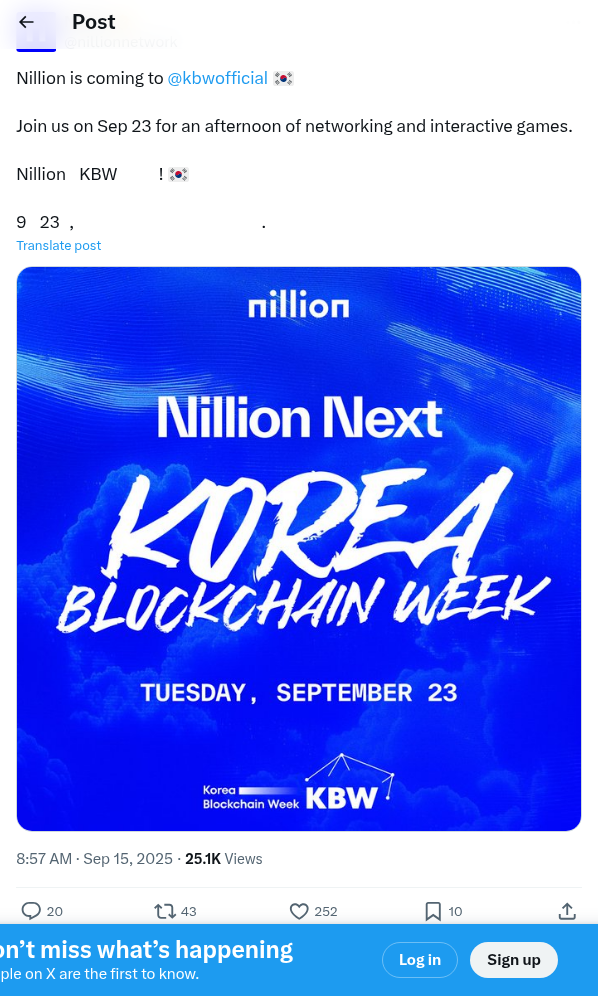 Post
Nillion is coming to @kbwofficial 🇰🇷
Join us on Sep 23 for an afternoon of networking and interactive games.
Nillion KBW ! 🇰🇷
9 23 , .
Translate post
nillion
Nillion Next
KOREA
BLOCKCHAIN WEEK
TUESDAY, SEPTEMBER 23
Korea
Blockchain Week
KBW
8:57 AM · Sep 15, 2025 · 25.1K Views
20 43 252 10
on't miss what's happening
ple on X are the first to know.
Log in
Sign up